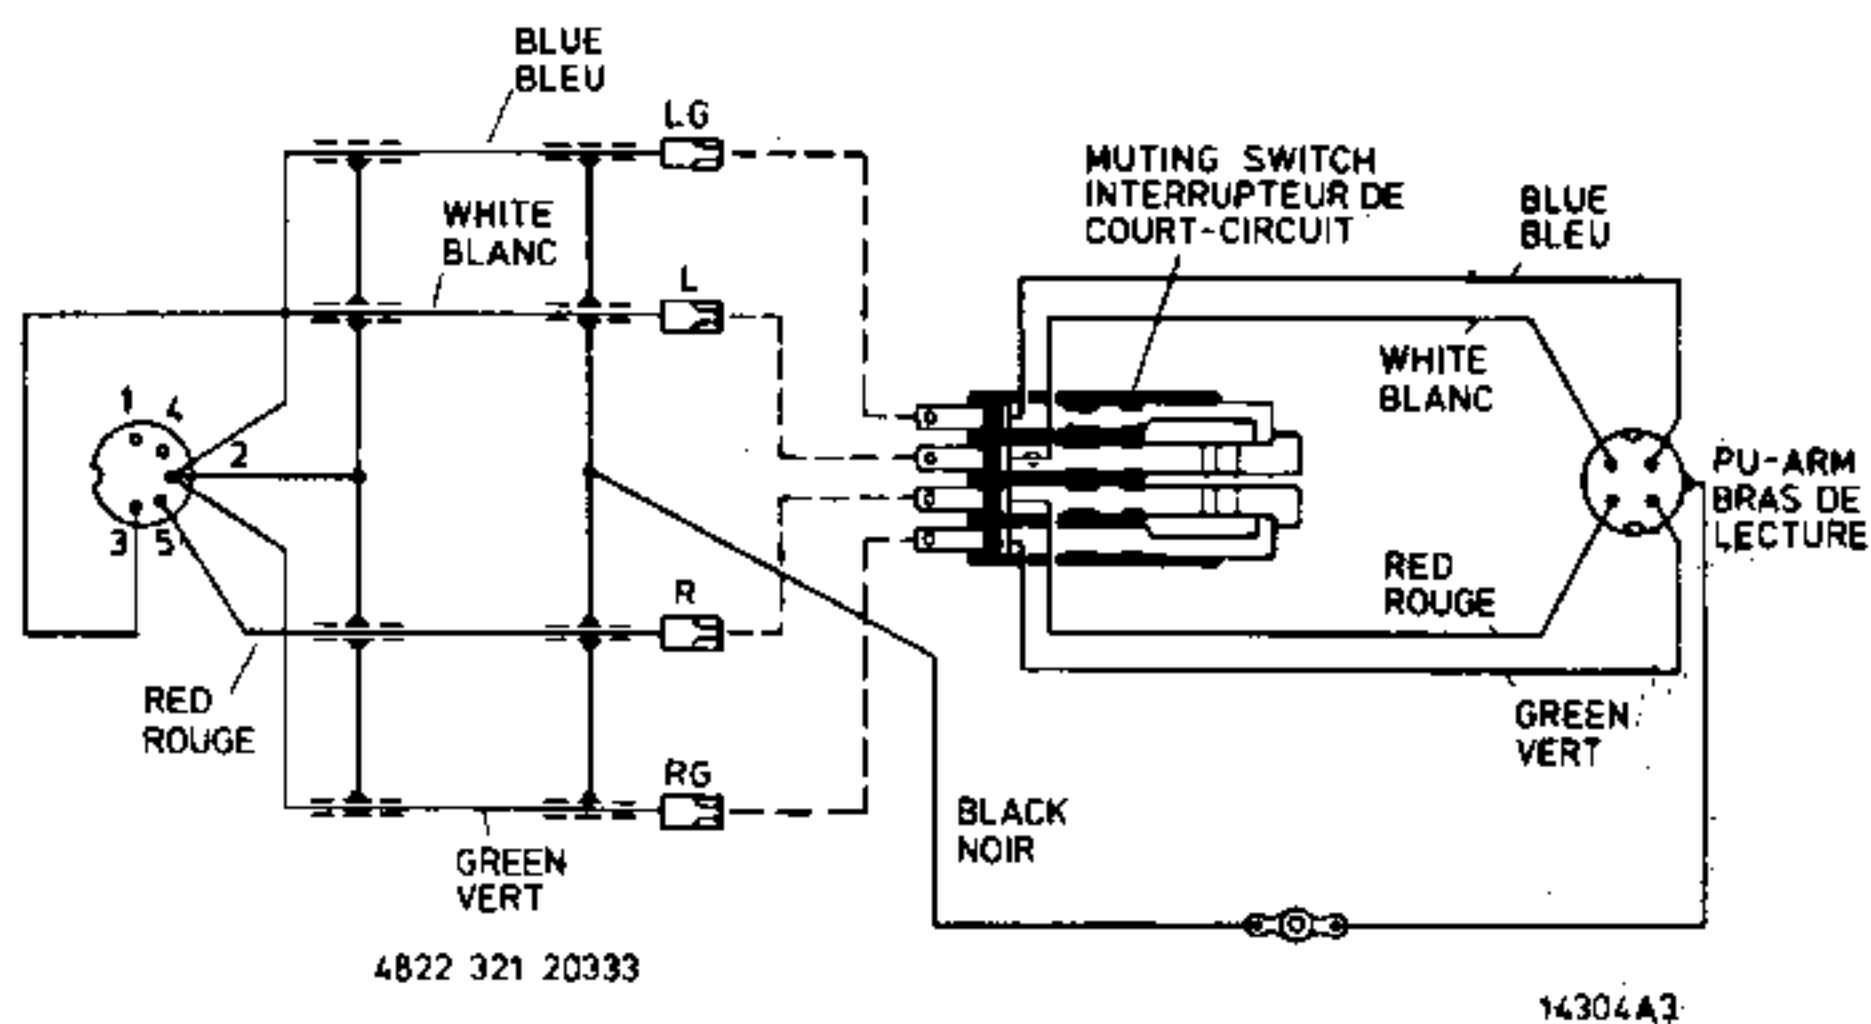 BLUE
BLEU
LG
WHITE
BLANC
L
MUTING SWITCH
INTERRUPTEUR DE
COURT-CIRCUIT
BLUE
BLEU
WHITE
BLANC
1
4
2
3
5
PU-ARM
BRAS DE
LECTURE
R
RED
ROUGE
RED
ROUGE
RG
GREEN
VERT
GREEN
VERT
BLACK
NOIR
4822 321 20333
14304A3